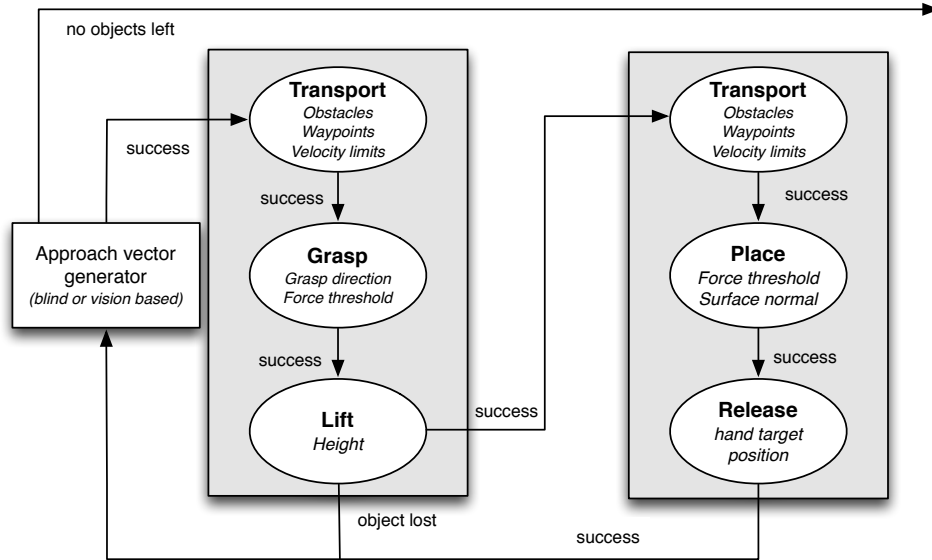 no objects left
Transport
Obstacles
Waypoints
Velocity limits
success
success
Approach vector
generator
(blind or vision based)
Grasp
Grasp direction
Force threshold
success
Lift
Height
success
object lost
Transport
Obstacles
Waypoints
Velocity limits
success
Place
Force threshold
Surface normal
success
Release
hand target
position
success